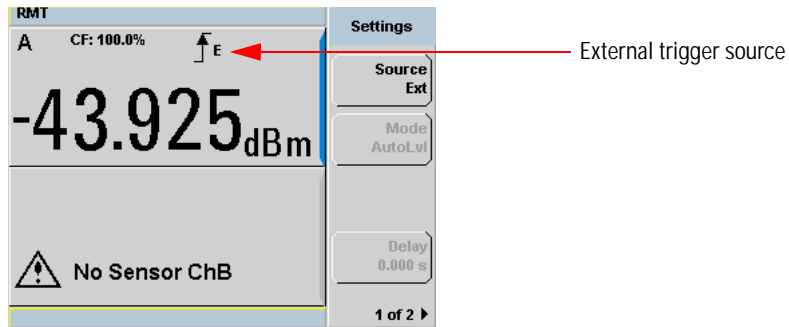 RMT
Settings
A
CF: 100.0%
E
External trigger source
Source
Ext
-43.925dBm
Mode
AutoLvl
Delay
0.000 s
No Sensor ChB
1 of 2